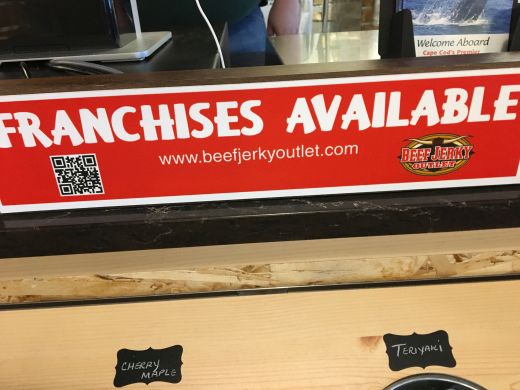 Welcome Aboard
Cape Cod's Premier
FRANCHISES AVAILABLE
www.beefjerkyoutlet.com
BEEF JERKY
OUTLET
CHERRY
MAPLE
TERIYAKI